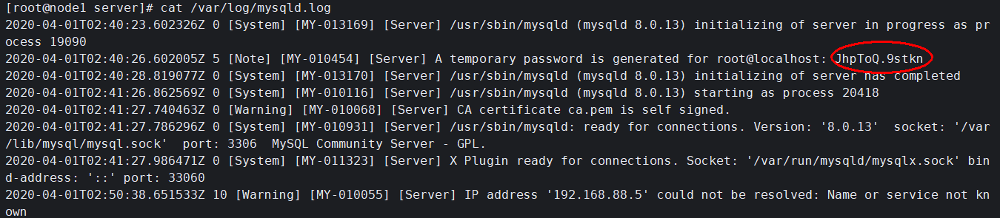 [root@node1 server]# cat /var/log/mysqld.log
2020-04-01T02:40:23.602326Z 0 [System] [MY-013169] [Server] /usr/sbin/mysqld (mysqld 8.0.13) initializing of server in progress as pr
ocess 19090
2020-04-01T02:40:26.602005Z 5 [Note] [MY-010454] [Server] A temporary password is generated for root@localhost: JhpToQ.9stkn
2020-04-01T02:40:28.819077Z 0 [System] [MY-013170] [Server] /usr/sbin/mysqld (mysqld 8.0.13) initializing of server has completed
2020-04-01T02:41:26.862569Z 0 [System] [MY-010116] [Server] /usr/sbin/mysqld (mysqld 8.0.13) starting as process 20418
2020-04-01T02:41:27.740463Z 0 [Warning] [MY-010068] [Server] CA certificate ca.pem is self signed.
2020-04-01T02:41:27.786296Z 0 [System] [MY-010931] [Server] /usr/sbin/mysqld: ready for connections. Version: '8.0.13'  socket: '/var
/lib/mysql/mysql.sock'  port: 3306  MySQL Community Server - GPL.
2020-04-01T02:41:27.986471Z 0 [System] [MY-011323] [Server] X Plugin ready for connections. Socket: '/var/run/mysqld/mysqlx.sock' bin
d-address: '::' port: 33060
2020-04-01T02:50:38.651533Z 10 [Warning] [MY-010055] [Server] IP address '192.168.88.5' could not be resolved: Name or service not kn
own